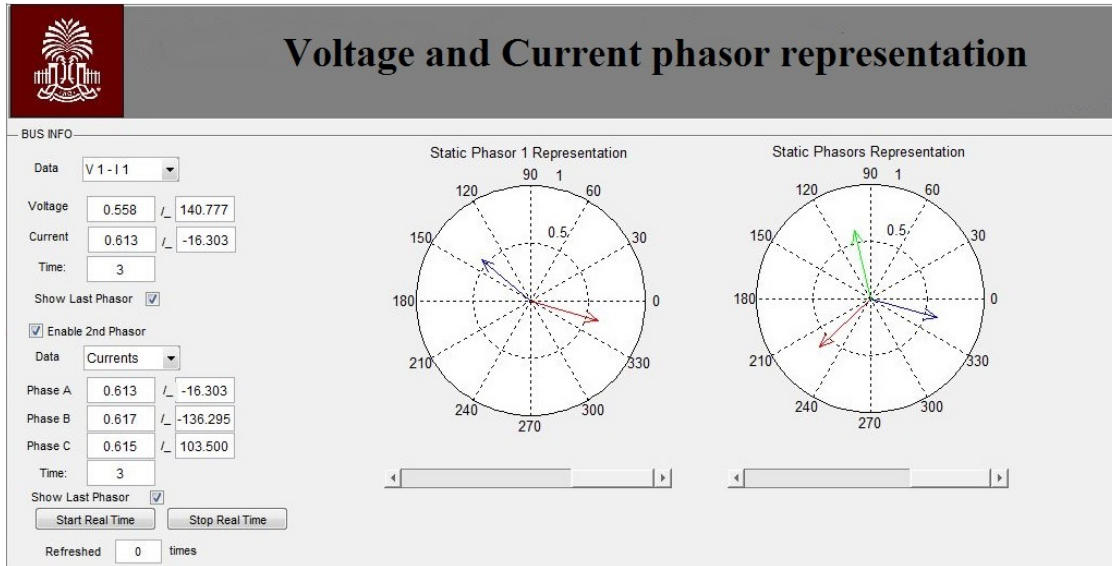 Voltage and Current phasor representation
BUS INFO
Data V 1 - I 1
Voltage 0.558 /_ 140.777
Current 0.613 /_ -16.303
Time: 3
Show Last Phasor
Enable 2nd Phasor
Data Currents
Phase A 0.613 /_ -16.303
Phase B 0.617 /_ -136.295
Phase C 0.615 /_ 103.500
Time: 3
Show Last Phasor
Start Real Time Stop Real Time
Refreshed 0 times
Static Phasor 1 Representation
90 1
120 60
150 0.5 30
180 0
210 330
240 300
270
Static Phasors Representation
90 1
120 60
150 0.5 30
180 0
210 330
240 300
270